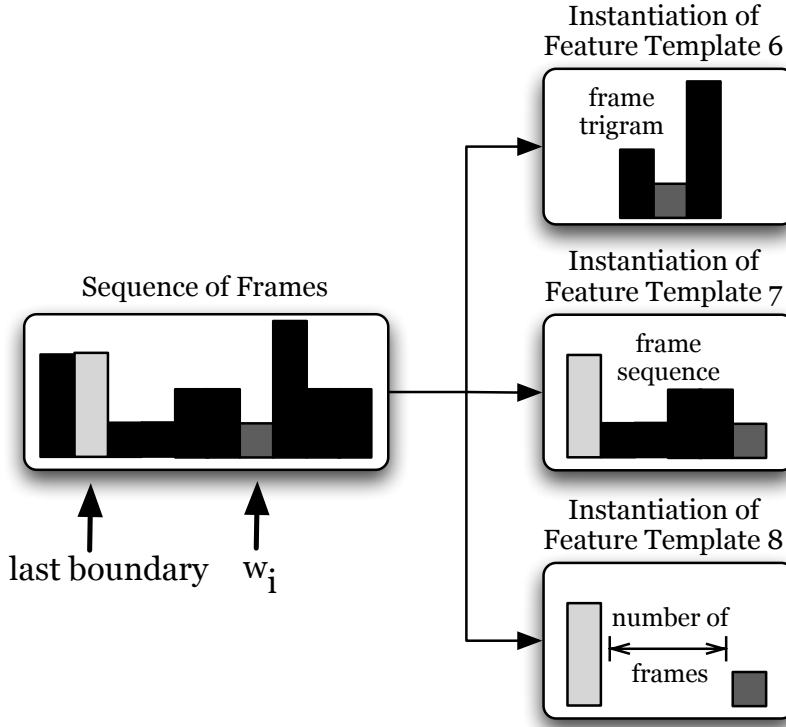 Instantiation of
Feature Template 6
frame
trigram
Sequence of Frames
last boundary
wi
Instantiation of
Feature Template 7
frame
sequence
Instantiation of
Feature Template 8
number of
frames